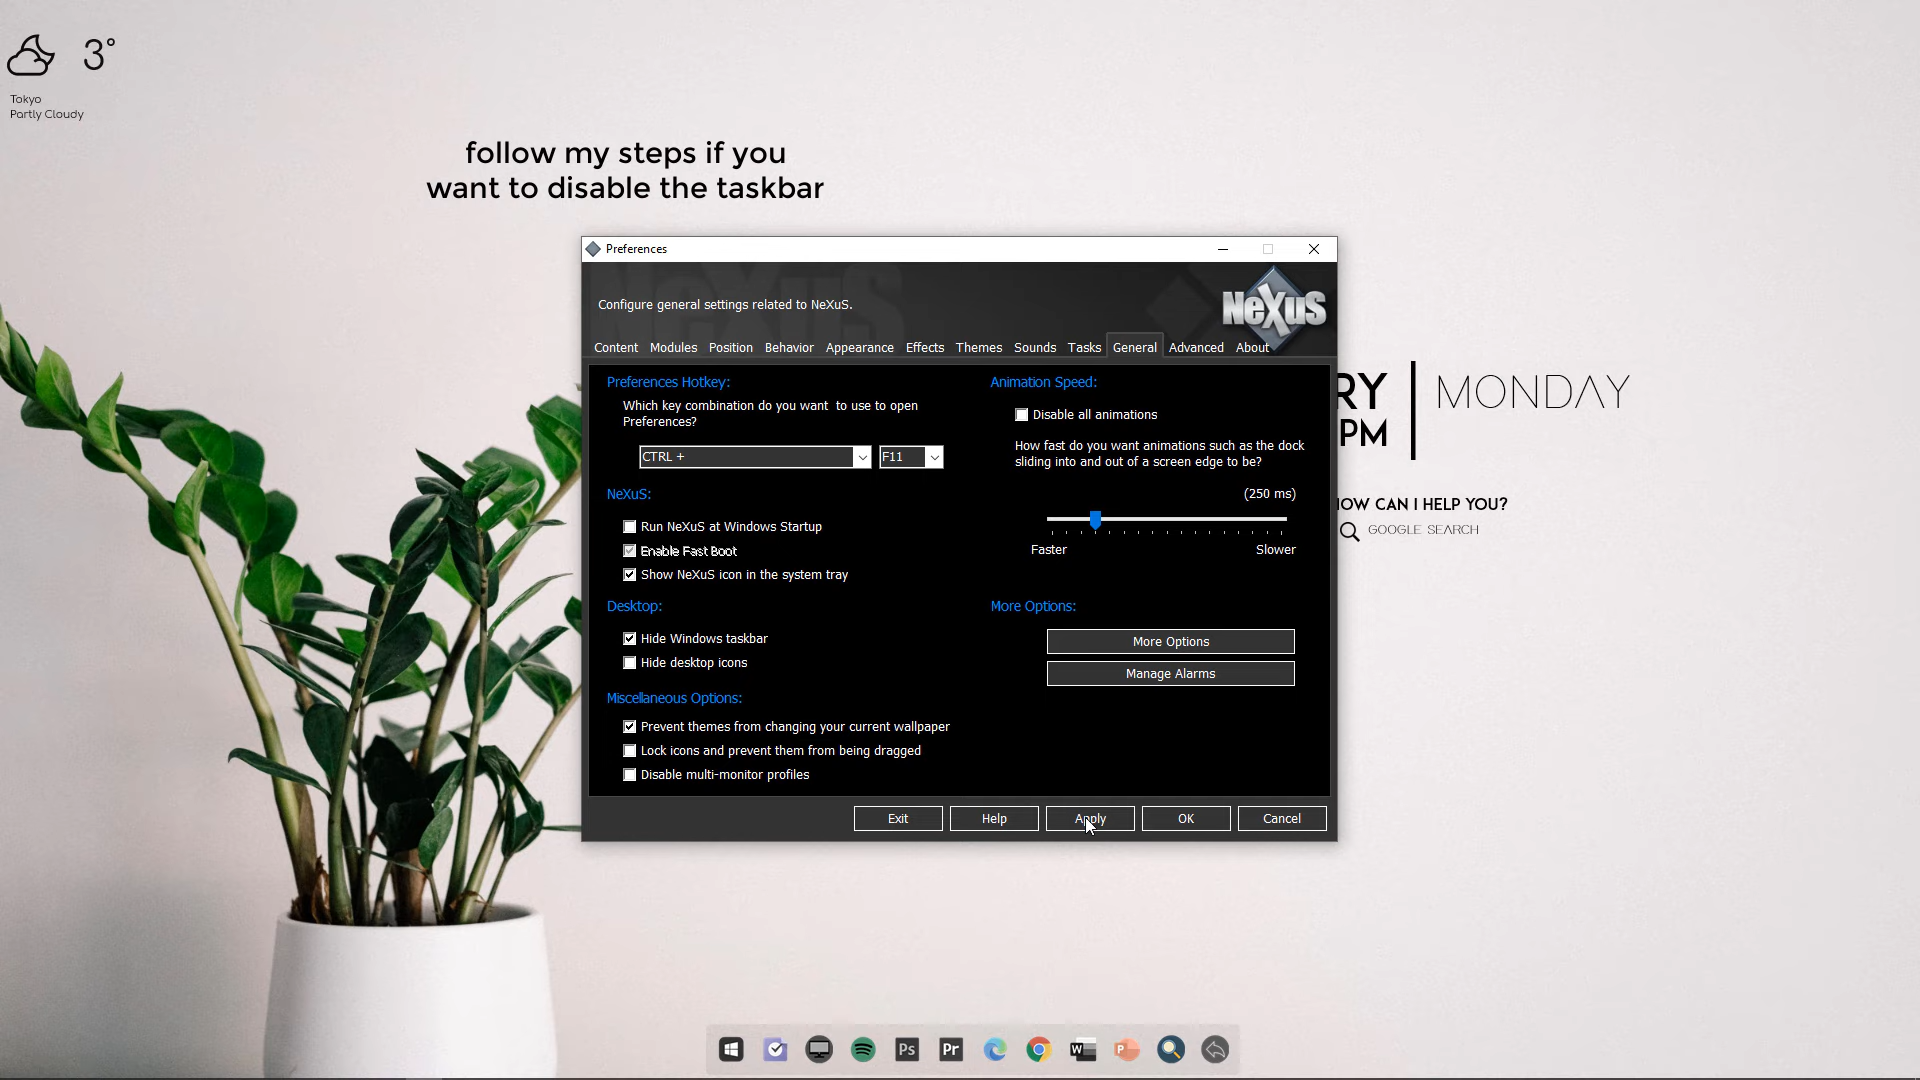 3°
Tokyo
Partly Cloudy
follow my steps if you
want to disable the taskbar
Preferences
Configure general settings related to NeXuS.
NeXuS
Content Modules Position Behavior Appearance Effects Themes Sounds Tasks General Advanced About
Preferences Hotkey:
Which key combination do you want  to use to open
Preferences?
CTRL +
F11
NeXuS:
Run NeXuS at Windows Startup
Enable Fast Boot
Show NeXuS icon in the system tray
Desktop:
Hide Windows taskbar
Hide desktop icons
Miscellaneous Options:
Prevent themes from changing your current wallpaper
Lock icons and prevent them from being dragged
Disable multi-monitor profiles
Animation Speed:
Disable all animations
How fast do you want animations such as the dock
sliding into and out of a screen edge to be?
(250 ms)
Faster
Slower
More Options:
More Options
Manage Alarms
Exit Help Apply OK Cancel
RY
PM
MONDAY
OW CAN I HELP YOU?
GOOGLE SEARCH
Ps Pr W P